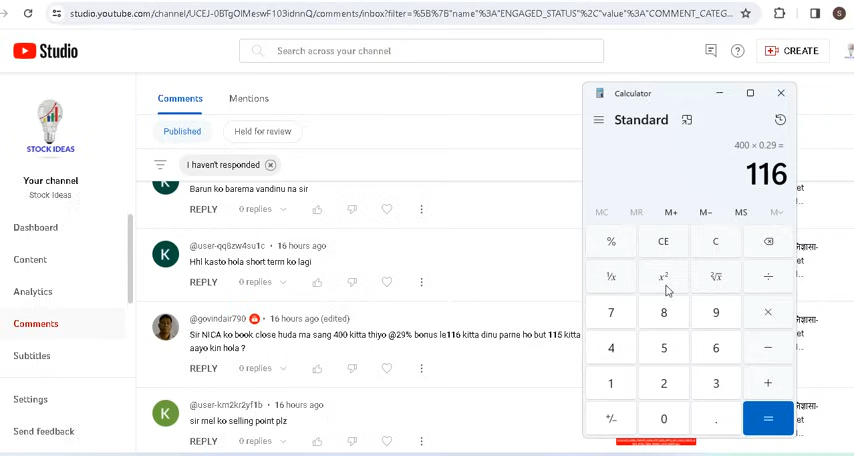 studio.youtube.com/channel/UCEJ-0BTgOlMeswF103idnnQ/comments/inbox?filter=%5B%7B"name"%3A"ENGAGED_STATUS"%2C"value"%3A"COMMENT_CATEG...
S
Studio
Search across your channel
CREATE
STOCK IDEAS
Your channel
Stock Ideas
Dashboard
Content
Analytics
Comments
Subtitles
Settings
Send feedback
Comments
Mentions
Published
Held for review
I haven't responded
K
Barun ko barema vandinu na sir
REPLY
0 replies
K
@user-qq8zw4su1c • 16 hours ago
Hhl kasto hola short term ko lagi
REPLY
0 replies
@govindair790
16 hours ago (edited)
Sir NICA ko book close huda ma sang 400 kitta thiyo @29% bonus le116 kitta dinu parne ho but 115 kitta
aayo kin hola ?
REPLY
0 replies
K
@user-km2kr2yf1b • 16 hours ago
sir mel ko selling point plz
REPLY
0 replies
Calculator
Standard
400 × 0.29 =
116
MC MR M+ M− MS M
% CE C
¹/x x² ²√x ÷
7 8 9 ×
4 5 6 −
1 2 3 +
+/− 0 . =
et
l...
et
l...